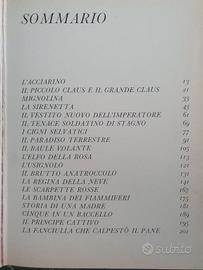 SOMMARIO
L'ACCIARINO 13
IL PICCOLO CLAUS E IL GRANDE CLAUS 21
MIGNOLINA 33
LA SIRENETTA 43
IL VESTITO NUOVO DELL'IMPERATORE 61
IL TENACE SOLDATINO DI STAGNO 69
I CIGNI SELVATICI 77
IL PARADISO TERRESTRE 91
IL BAULE VOLANTE 105
L'ELFO DELLA ROSA 113
L'USIGNOLO 121
IL BRUTTO ANATROCCOLO 131
LA REGINA DELLA NEVE 141
LE SCARPETTE ROSSE 167
LA BAMBINA DEI FIAMMIFERI 175
STORIA DI UNA MADRE 181
CINQUE IN UN BACCELLO 189
IL PRINCIPE CATTIVO 195
LA FANCIULLA CHE CALPESTÒ IL PANE 201
subito